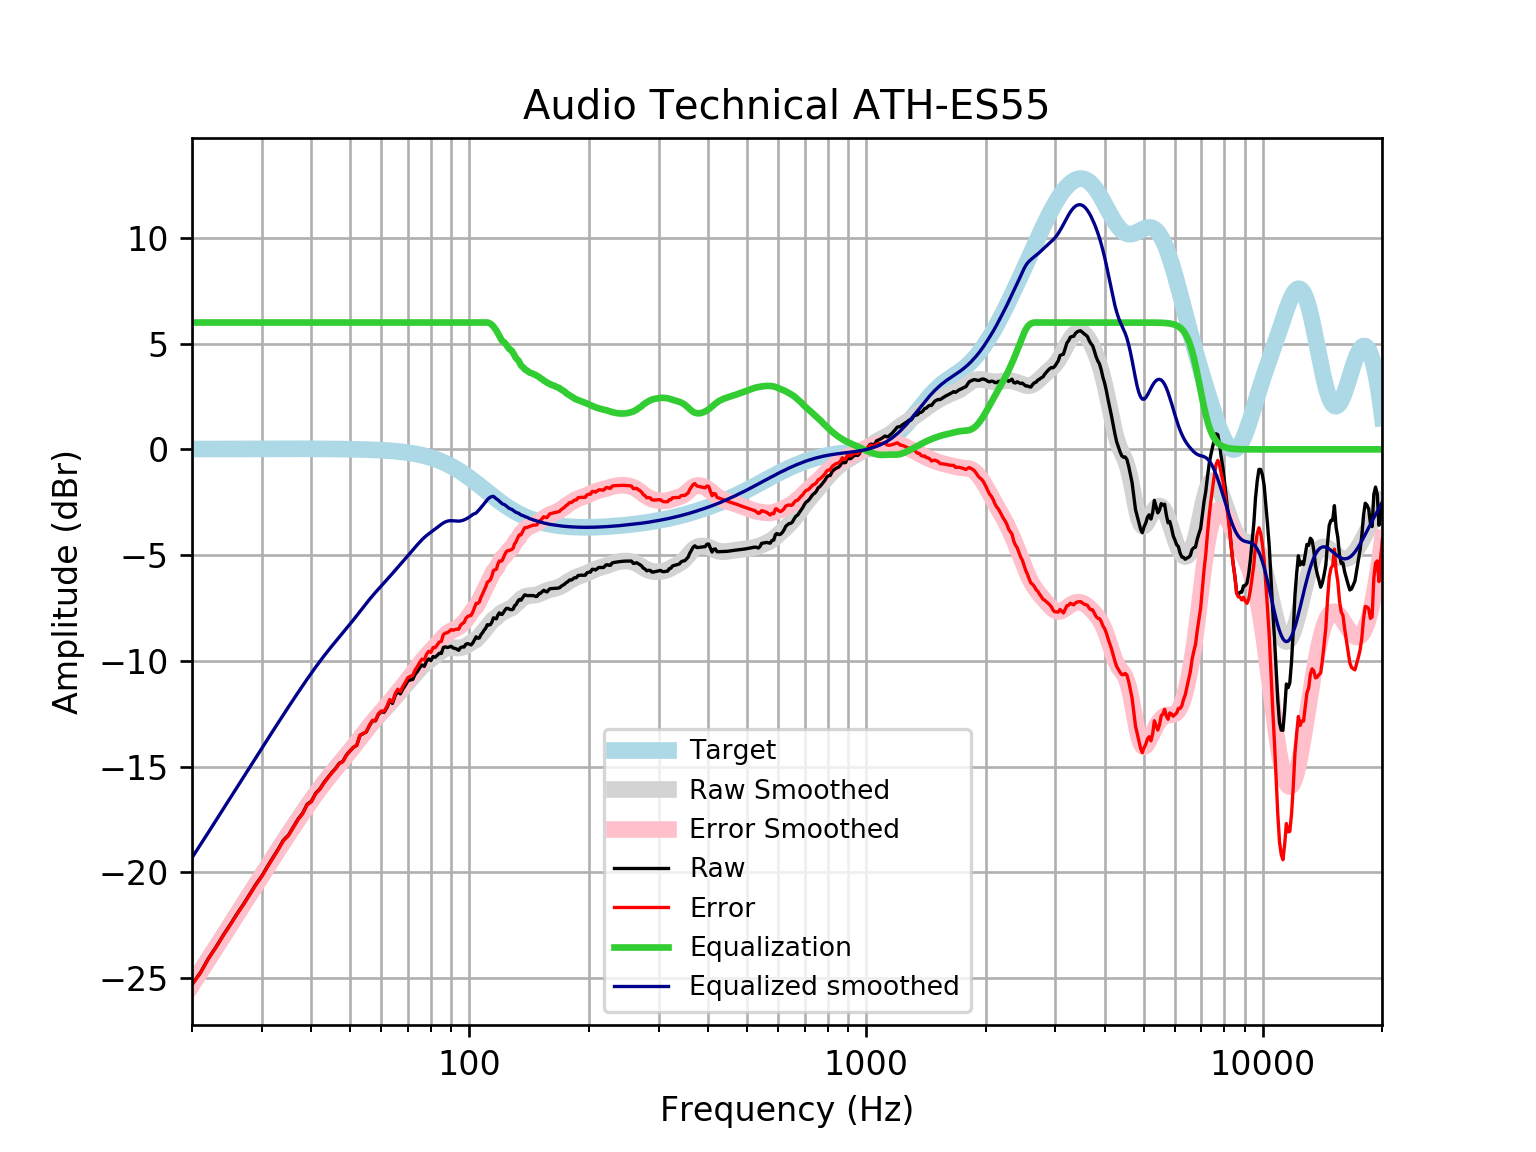 Audio Technical ATH-ES55
10
5
0
−5
−10
−15
−20
−25
Amplitude (dBr)
Target
Raw Smoothed
Error Smoothed
Raw
Error
Equalization
Equalized smoothed
100
1000
10000
Frequency (Hz)